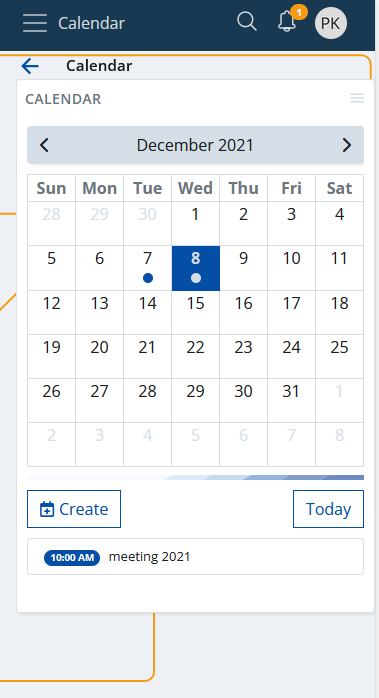 Calendar
1
PK
Calendar
CALENDAR
December 2021
Sun Mon Tue Wed Thu Fri Sat
28 29 30 1 2 3 4
5 6 7 8 9 10 11
12 13 14 15 16 17 18
19 20 21 22 23 24 25
26 27 28 29 30 31 1
2 3 4 5 6 7 8
Create Today
10:00 AM meeting 2021